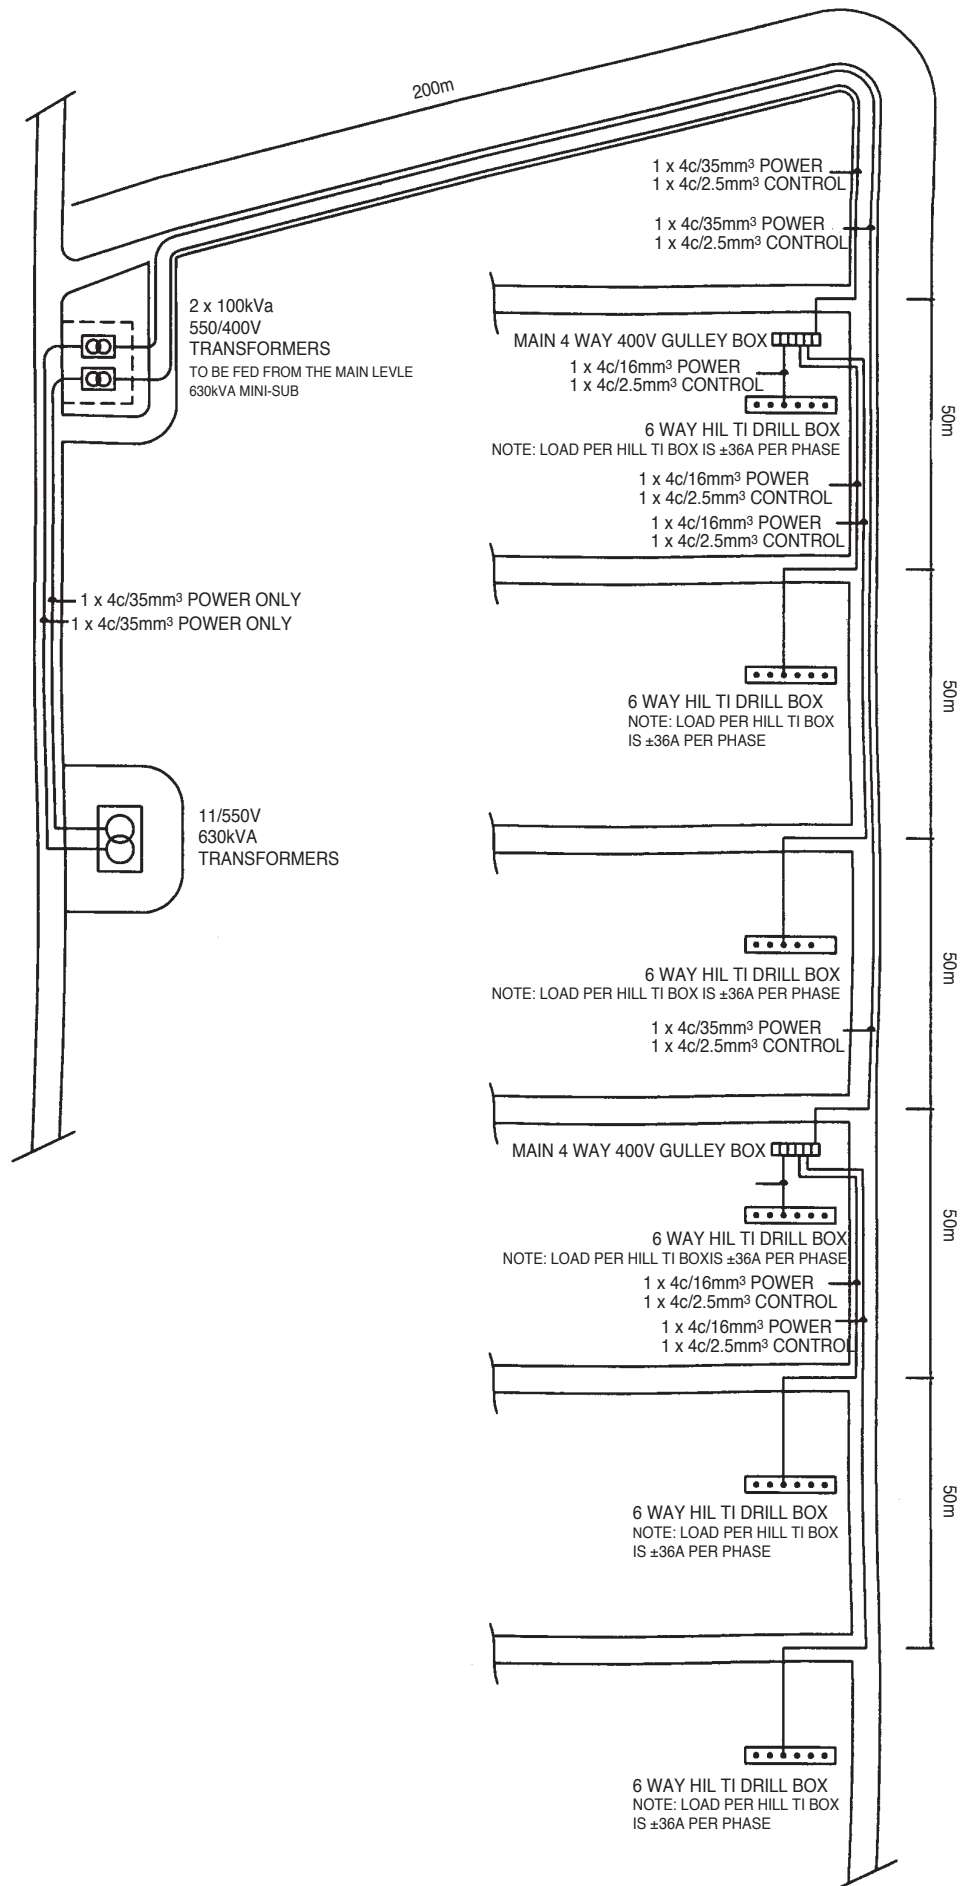 200m
1 x 4c/35mm³ POWER
1 x 4c/2.5mm³ CONTROL
1 x 4c/35mm³ POWER
1 x 4c/2.5mm³ CONTROL
2 x 100kVa
550/400V
TRANSFORMERS
TO BE FED FROM THE MAIN LEVLE
630kVA MINI-SUB
MAIN 4 WAY 400V GULLEY BOX
1 x 4c/16mm³ POWER
1 x 4c/2.5mm³ CONTROL
50m
6 WAY HIL TI DRILL BOX
NOTE: LOAD PER HILL TI BOX IS ±36A PER PHASE
1 x 4c/16mm³ POWER
1 x 4c/2.5mm³ CONTROL
1 x 4c/16mm³ POWER
1 x 4c/2.5mm³ CONTROL
1 x 4c/35mm³ POWER ONLY
1 x 4c/35mm³ POWER ONLY
50m
6 WAY HIL TI DRILL BOX
NOTE: LOAD PER HILL TI BOX
IS ±36A PER PHASE
11/550V
630kVA
TRANSFORMERS
50m
6 WAY HIL TI DRILL BOX
NOTE: LOAD PER HILL TI BOX IS ±36A PER PHASE
1 x 4c/35mm³ POWER
1 x 4c/2.5mm³ CONTROL
MAIN 4 WAY 400V GULLEY BOX
50m
6 WAY HIL TI DRILL BOX
NOTE: LOAD PER HILL TI BOXIS ±36A PER PHASE
1 x 4c/16mm³ POWER
1 x 4c/2.5mm³ CONTROL
1 x 4c/16mm³ POWER
1 x 4c/2.5mm³ CONTROL
50m
6 WAY HIL TI DRILL BOX
NOTE: LOAD PER HILL TI BOX
IS ±36A PER PHASE
6 WAY HIL TI DRILL BOX
NOTE: LOAD PER HILL TI BOX
IS ±36A PER PHASE